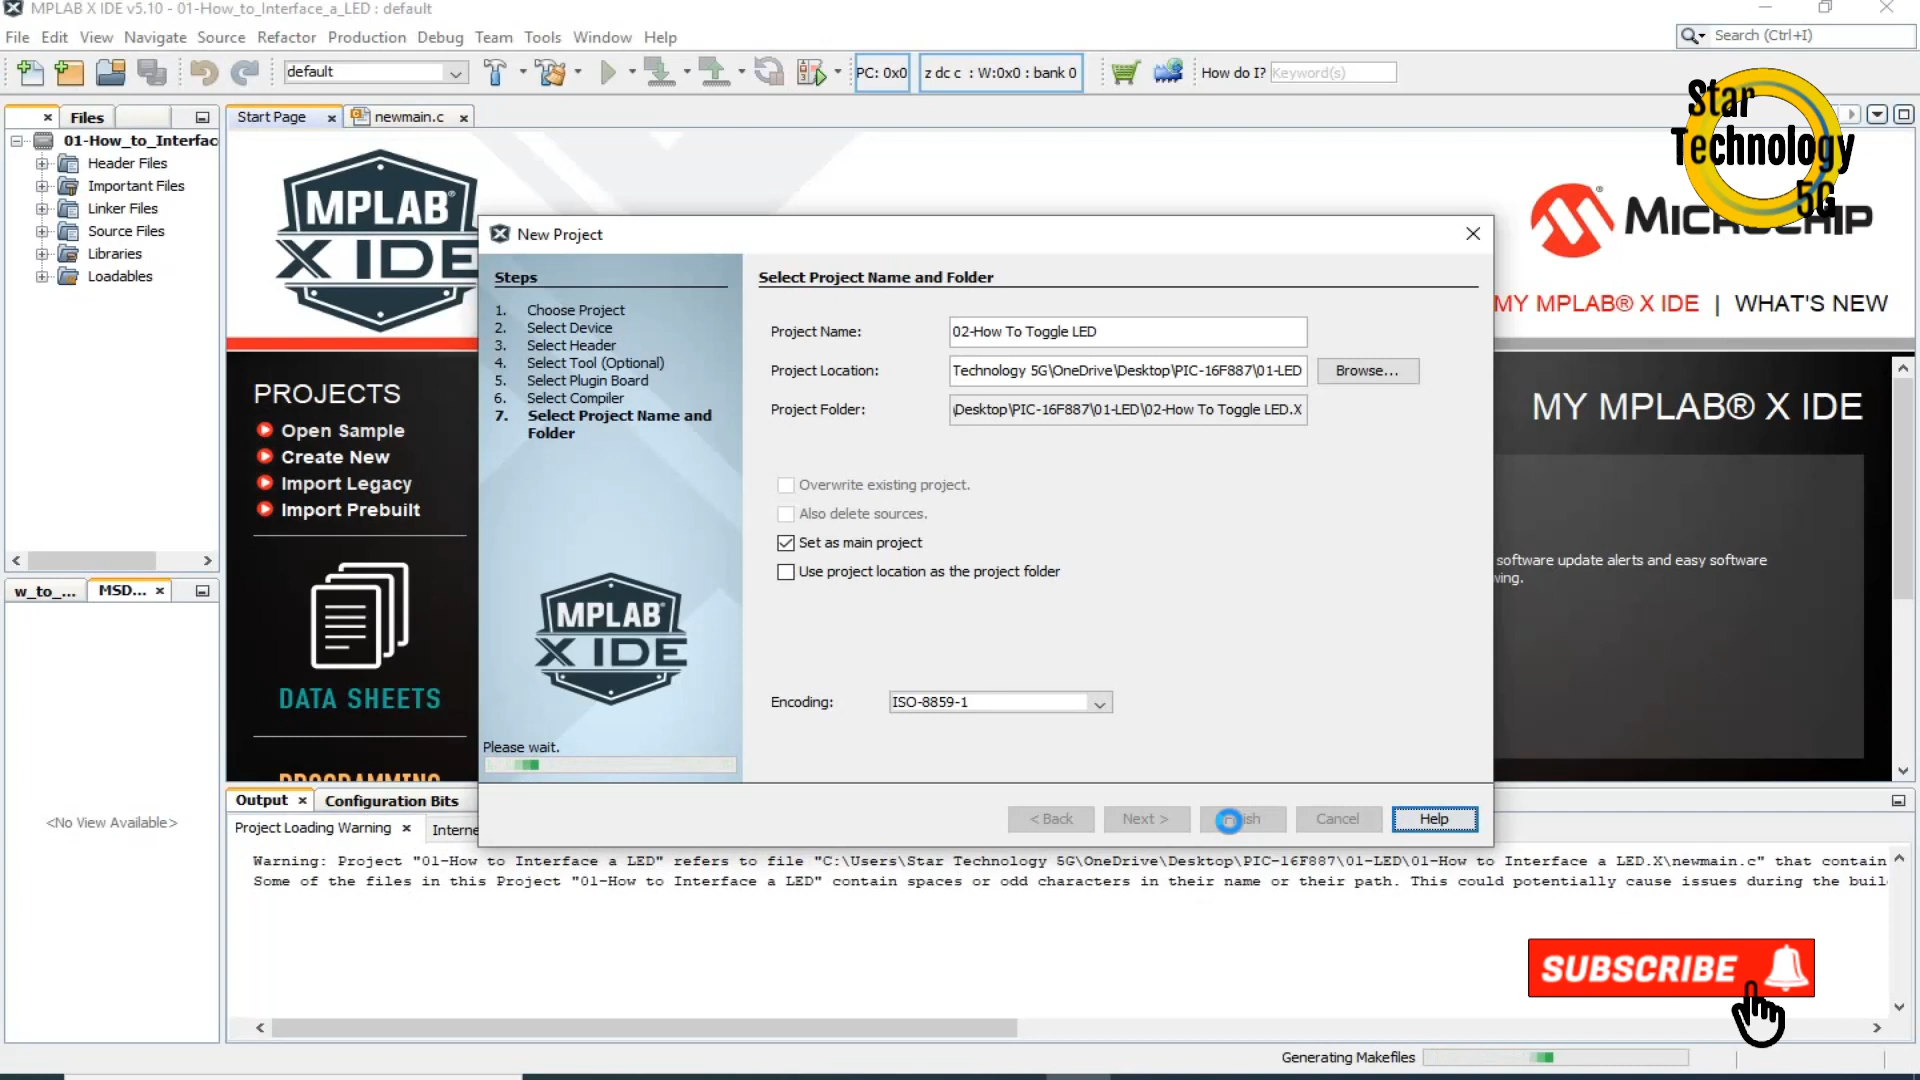 MPLAB X IDE v5.10 - 01-How_to_Interface_a_LED : default
File Edit View Navigate Source Refactor Production Debug Team Tools Window Help
Search (Ctrl+I)
default
PC: 0x0
z dc c : W:0x0 : bank 0
How do I? Keyword(s)
Star
Technology
5G
Files
Start Page
newmain.c
01-How_to_Interfac
Header Files
Important Files
Linker Files
Source Files
Libraries
Loadables
MPLAB®
X IDE
MICROCHIP
MY MPLAB® X IDE | WHAT'S NEW
New Project
Steps
1. Choose Project
2. Select Device
3. Select Header
4. Select Tool (Optional)
5. Select Plugin Board
6. Select Compiler
7. Select Project Name and
Folder
MPLAB®
X IDE
Please wait.
Select Project Name and Folder
Project Name: 02-How To Toggle LED
Project Location: Technology 5G\OneDrive\Desktop\PIC-16F887\01-LED Browse...
Project Folder: Desktop\PIC-16F887\01-LED\02-How To Toggle LED.X
Overwrite existing project.
Also delete sources.
Set as main project
Use project location as the project folder
Encoding: ISO-8859-1
< Back Next > Cancel Help
PROJECTS
Open Sample
Create New
Import Legacy
Import Prebuilt
DATA SHEETS
PROGRAMMING
MY MPLAB® X IDE
software update alerts and easy software
wing.
w_to_... MSD...
<No View Available>
Output
Configuration Bits
Project Loading Warning
Interne
Warning: Project "01-How to Interface a LED" refers to file "C:\Users\Star Technology 5G\OneDrive\Desktop\PIC-16F887\01-LED\01-How to Interface a LED.X\newmain.c" that contain
Some of the files in this Project "01-How to Interface a LED" contain spaces or odd characters in their name or their path. This could potentially cause issues during the buil
SUBSCRIBE
Generating Makefiles